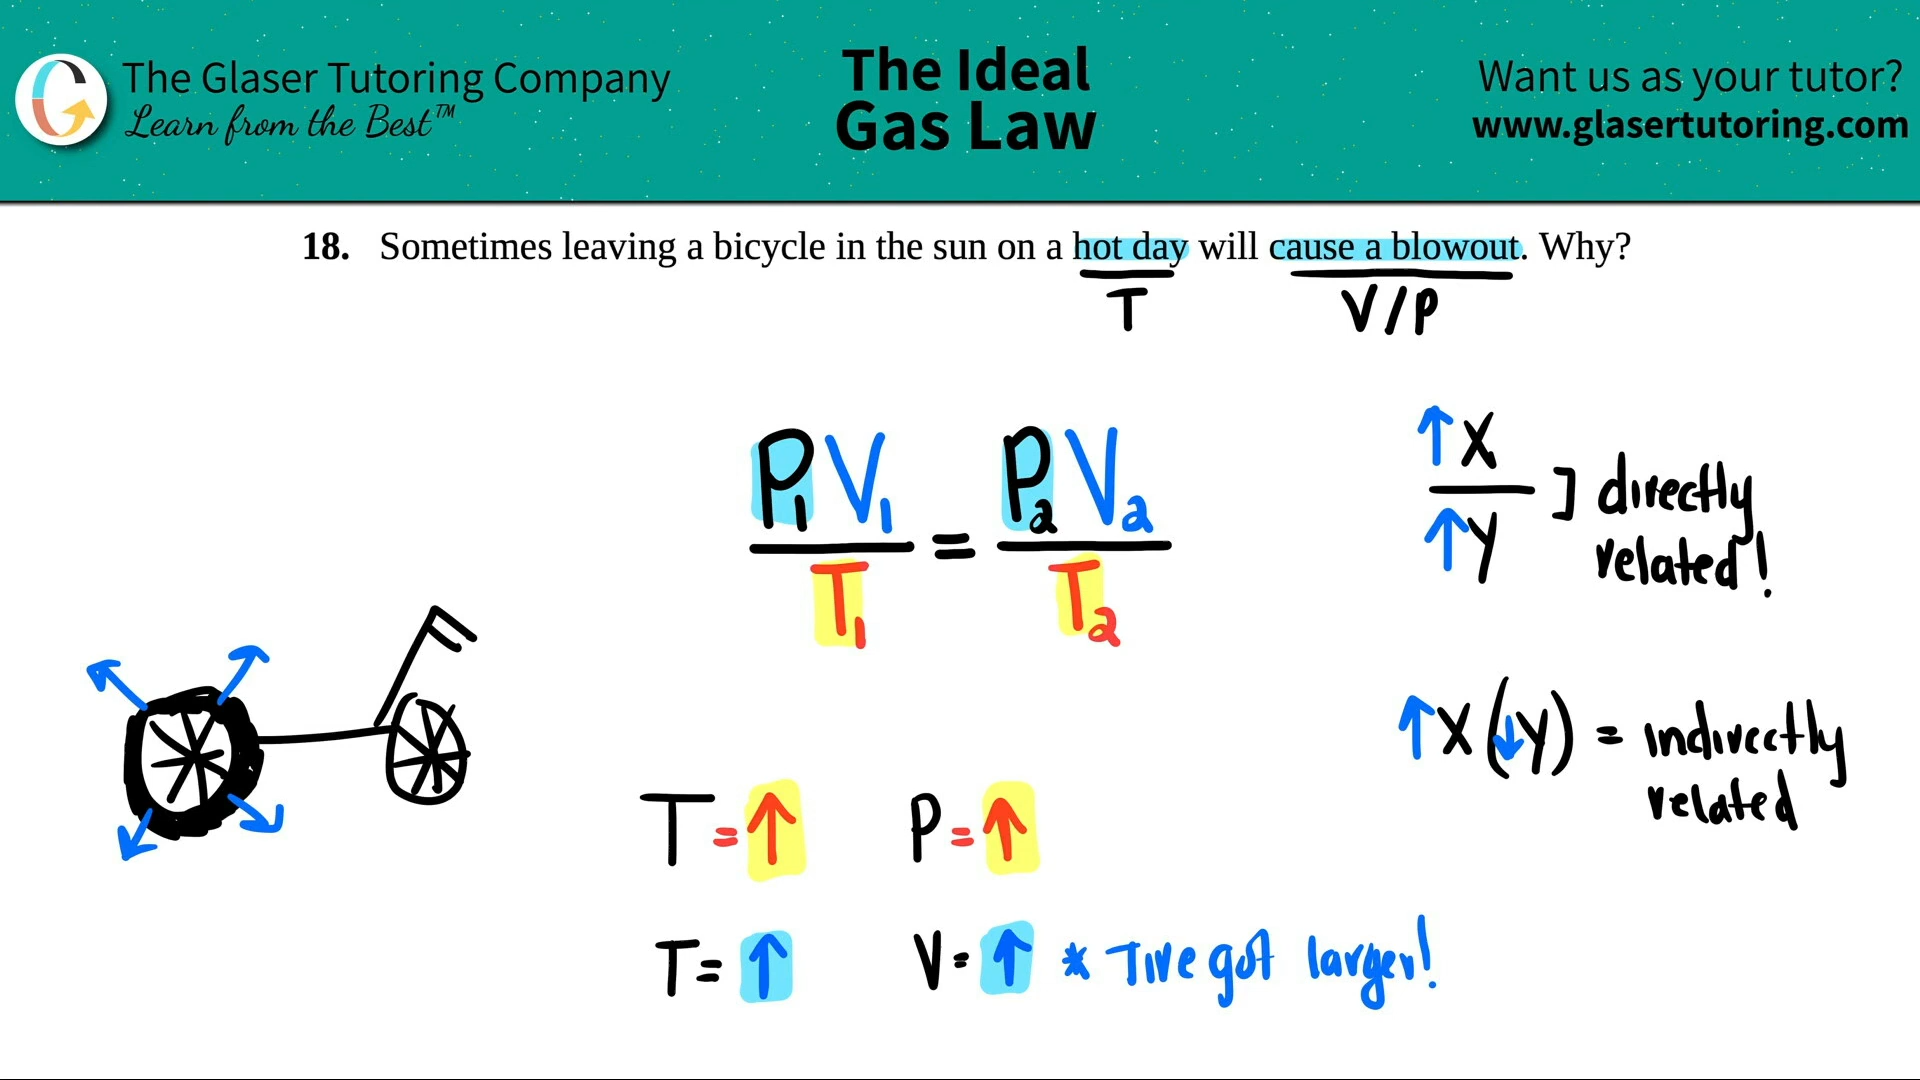 The Glaser Tutoring Company
Learn from the Best™
The Ideal
Gas Law
Want us as your tutor?
www.glasertutoring.com
18. Sometimes leaving a bicycle in the sun on a hot day will cause a blowout. Why?
T
V/P
P₁V₁ / T₁ = P₂V₂ / T₂
↑X / ↑Y ] directly
related!
↑X(↓Y) = indirectly
related
T=↑ P=↑
T=↑ V=↑ * Tire got larger!